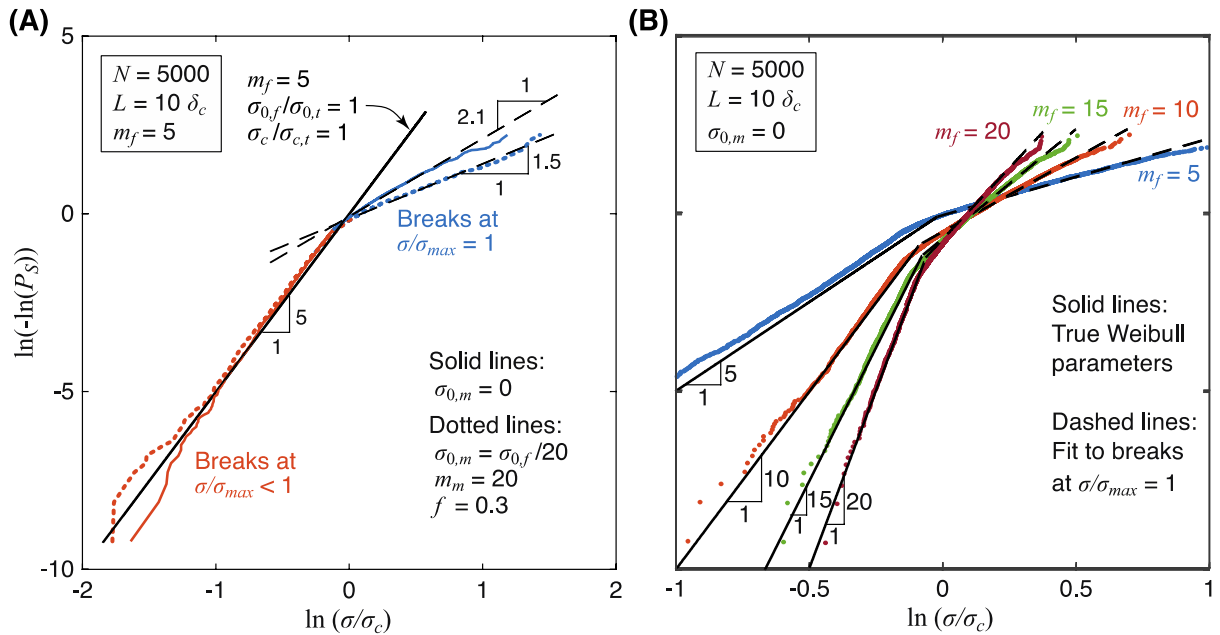 (A)
N = 5000
L = 10 δc
mf = 5
mf = 5
σ0,f/σ0,t = 1
σc/σc,t = 1
1
2.1
1.5
1
Breaks at
σ/σmax = 1
5
1
Solid lines:
σ0,m = 0
Dotted lines:
σ0,m = σ0,f/20
mm = 20
f = 0.3
Breaks at
σ/σmax < 1
ln(-ln(PS))
5
0
-5
-10
-2
-1
0
1
2
ln (σ/σc)
(B)
N = 5000
L = 10 δc
σ0,m = 0
mf = 20
mf = 15
mf = 10
mf = 5
5
1
10
1
15
1
20
1
Solid lines:
True Weibull
parameters
Dashed lines:
Fit to breaks
at σ/σmax = 1
-1
-0.5
0
0.5
1
ln (σ/σc)